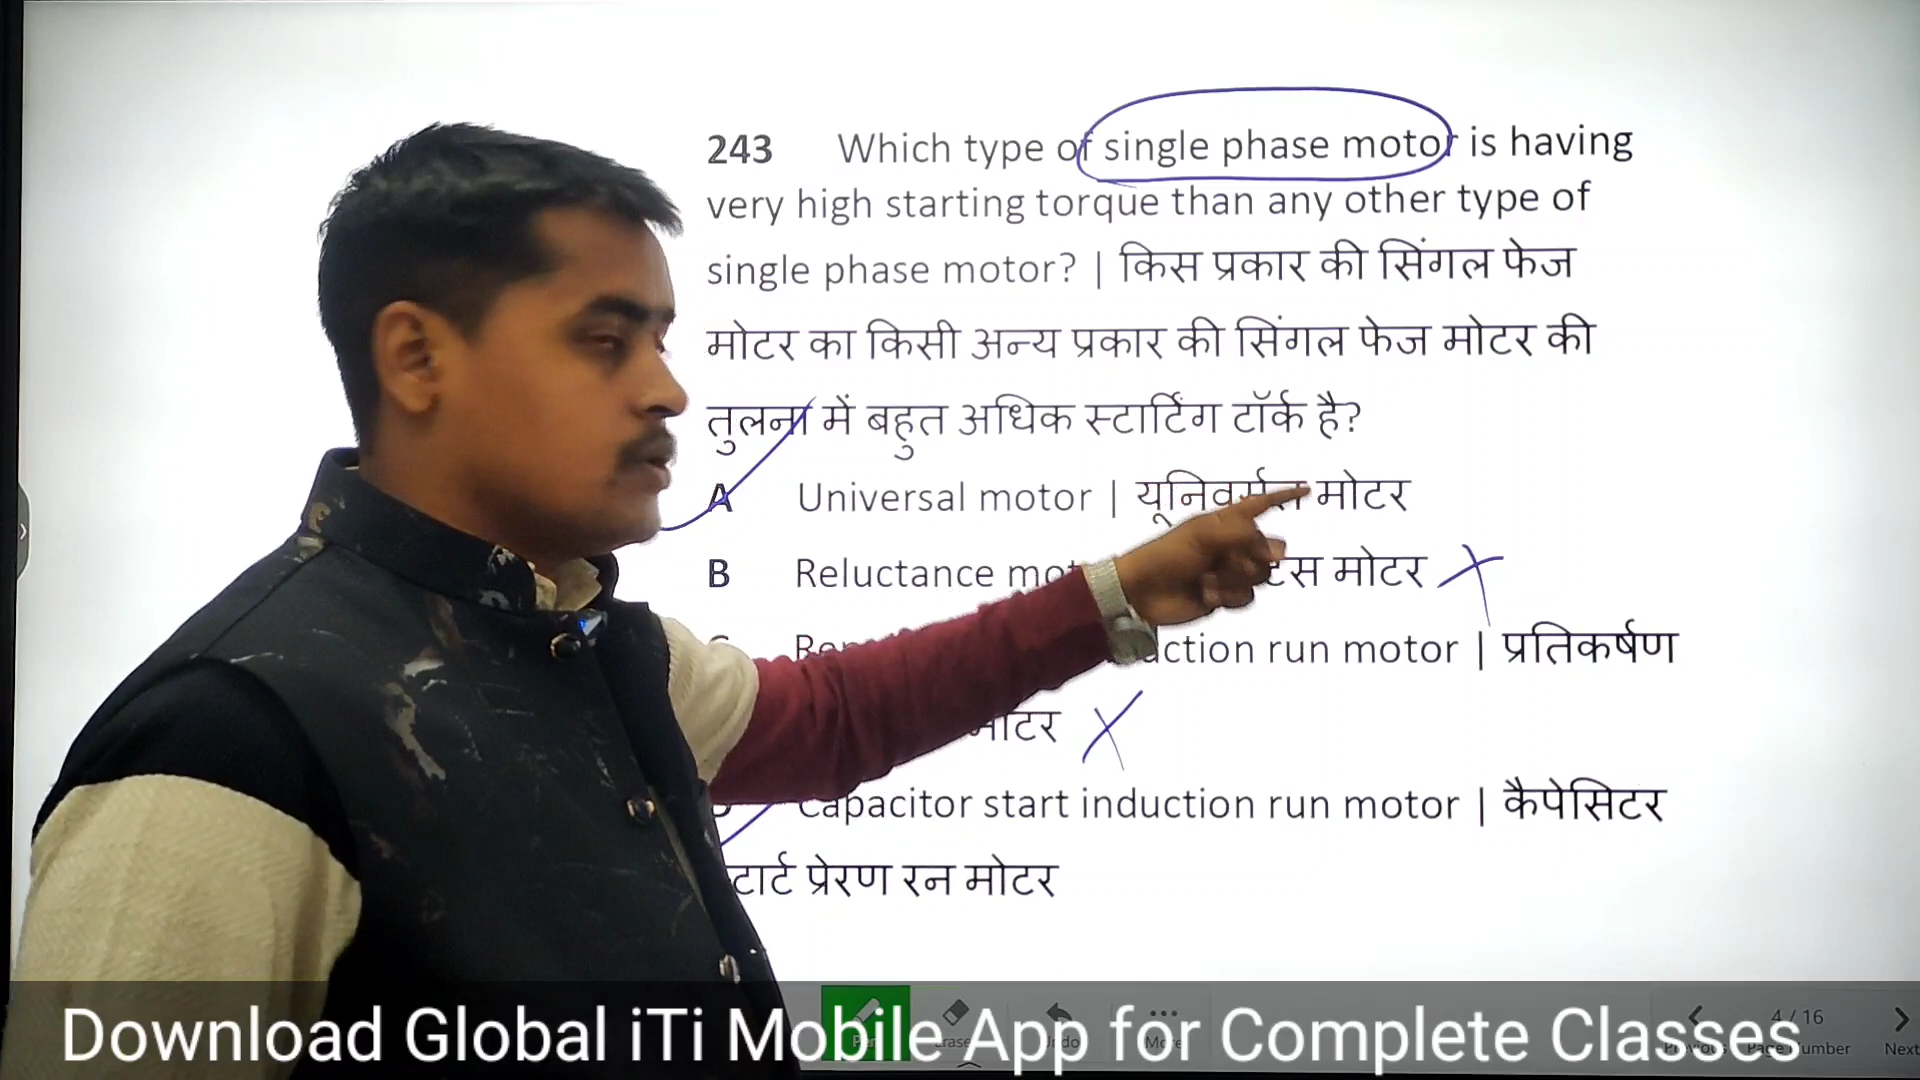 243 Which type of single phase motor is having
very high starting torque than any other type of
single phase motor? | किस प्रकार की सिंगल फेज
मोटर का किसी अन्य प्रकार की सिंगल फेज मोटर की
तुलना में बहुत अधिक स्टार्टिंग टॉर्क है?
A Universal motor | यूनिवर्सल मोटर
B Reluctance मोटर
run motor | प्रतिकर्षण
मोटर
Capacitor start induction run motor | कैपेसिटर
प्रेरण रन मोटर
Download Global iTi Mobile App for Complete Classes
4 / 16
Next